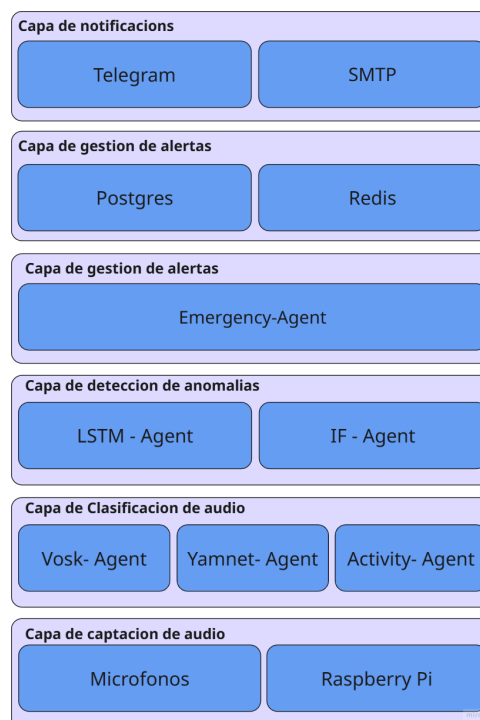 Capa de notificacions
Telegram
SMTP
Capa de gestion de alertas
Postgres
Redis
Capa de gestion de alertas
Emergency-Agent
Capa de deteccion de anomalias
LSTM - Agent
IF - Agent
Capa de Clasificacion de audio
Vosk- Agent
Yamnet- Agent
Activity- Agent
Capa de captacion de audio
Microfonos
Raspberry Pi